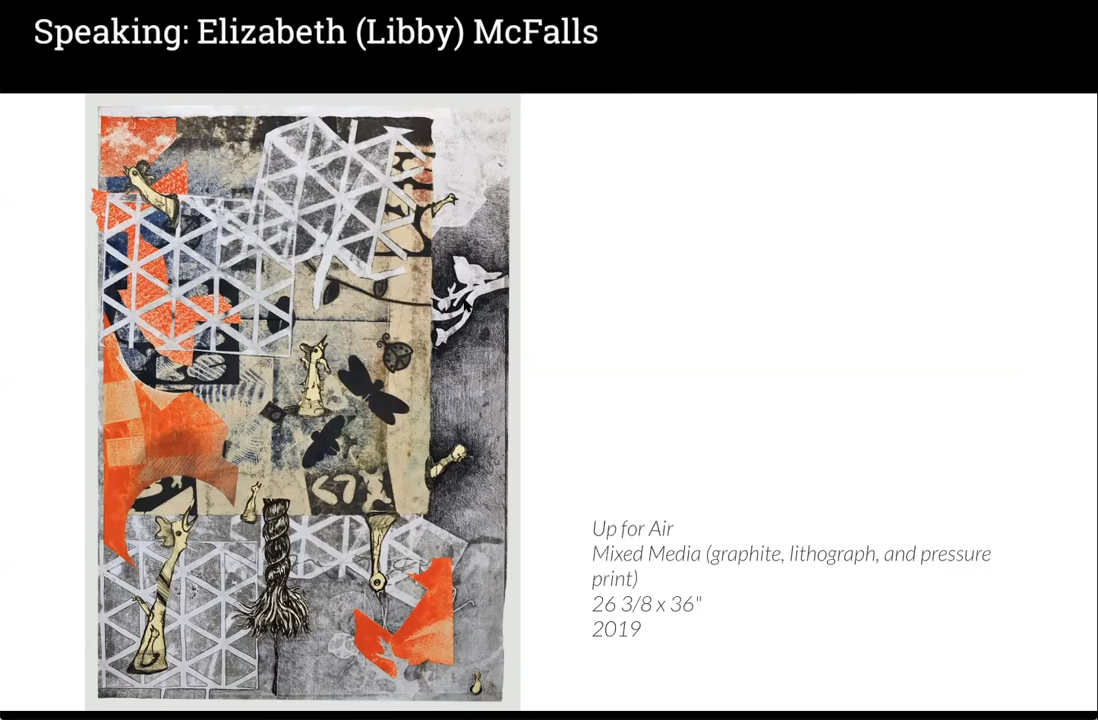 Speaking: Elizabeth (Libby) McFalls
Up for Air
Mixed Media (graphite, lithograph, and pressure
print)
26 3/8 x 36"
2019